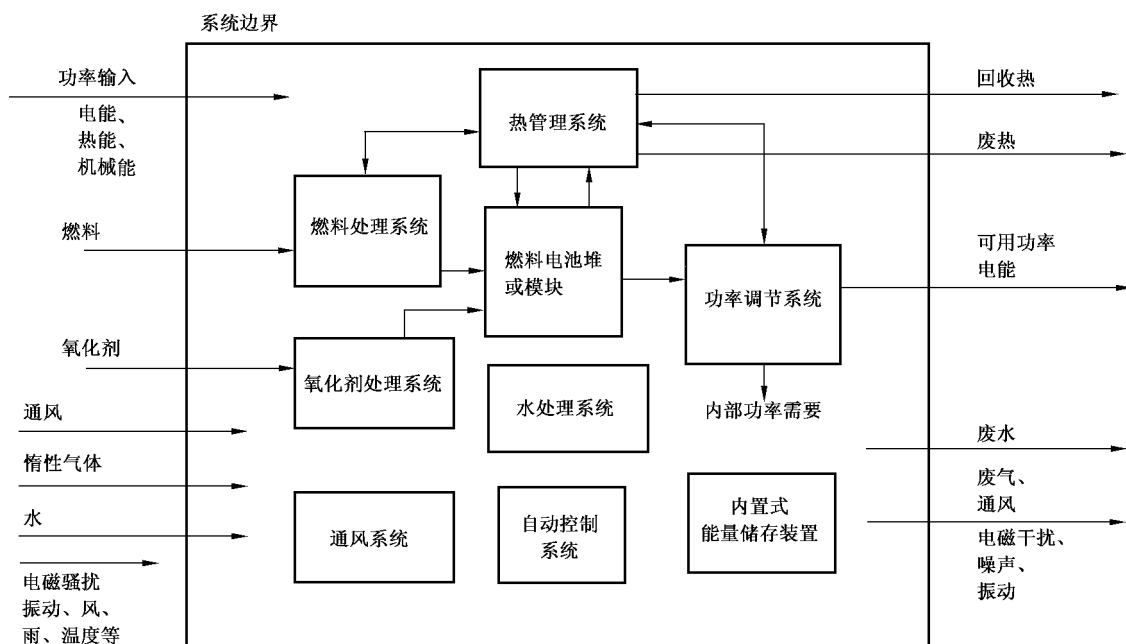 系统边界
功率输入
电能、
热能、
机械能
燃料
氧化剂
通风
惰性气体
水
电磁骚扰
振动、风、
雨、温度等
热管理系统
燃料处理系统
燃料电池堆
或模块
功率调节系统
氧化剂处理系统
水处理系统
内部功率需要
通风系统
自动控制
系统
内置式
能量储存装置
回收热
废热
可用功率
电能
废水
废气、
通风
电磁干扰、
噪声、
振动